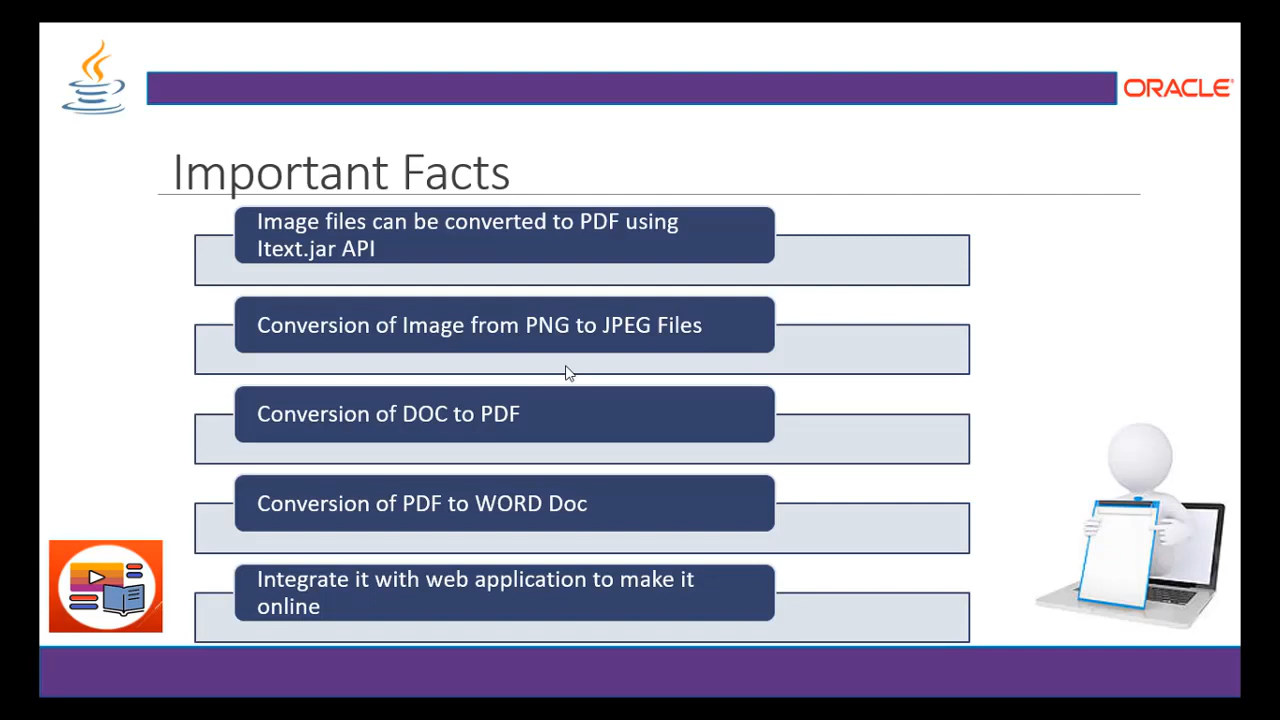 ORACLE
Important Facts
Image files can be converted to PDF using
Itext.jar API
Conversion of Image from PNG to JPEG Files
Conversion of DOC to PDF
Conversion of PDF to WORD Doc
Integrate it with web application to make it
online